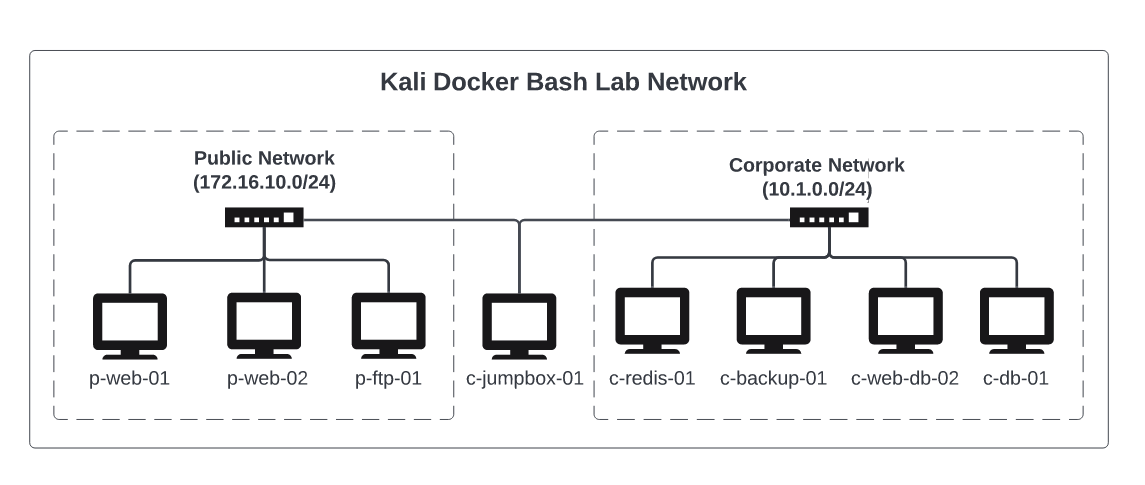 Kali Docker Bash Lab Network
Public Network
(172.16.10.0/24)
Corporate Network
(10.1.0.0/24)
p-web-01
p-web-02
p-ftp-01
c-jumpbox-01
c-redis-01
c-backup-01
c-web-db-02
c-db-01